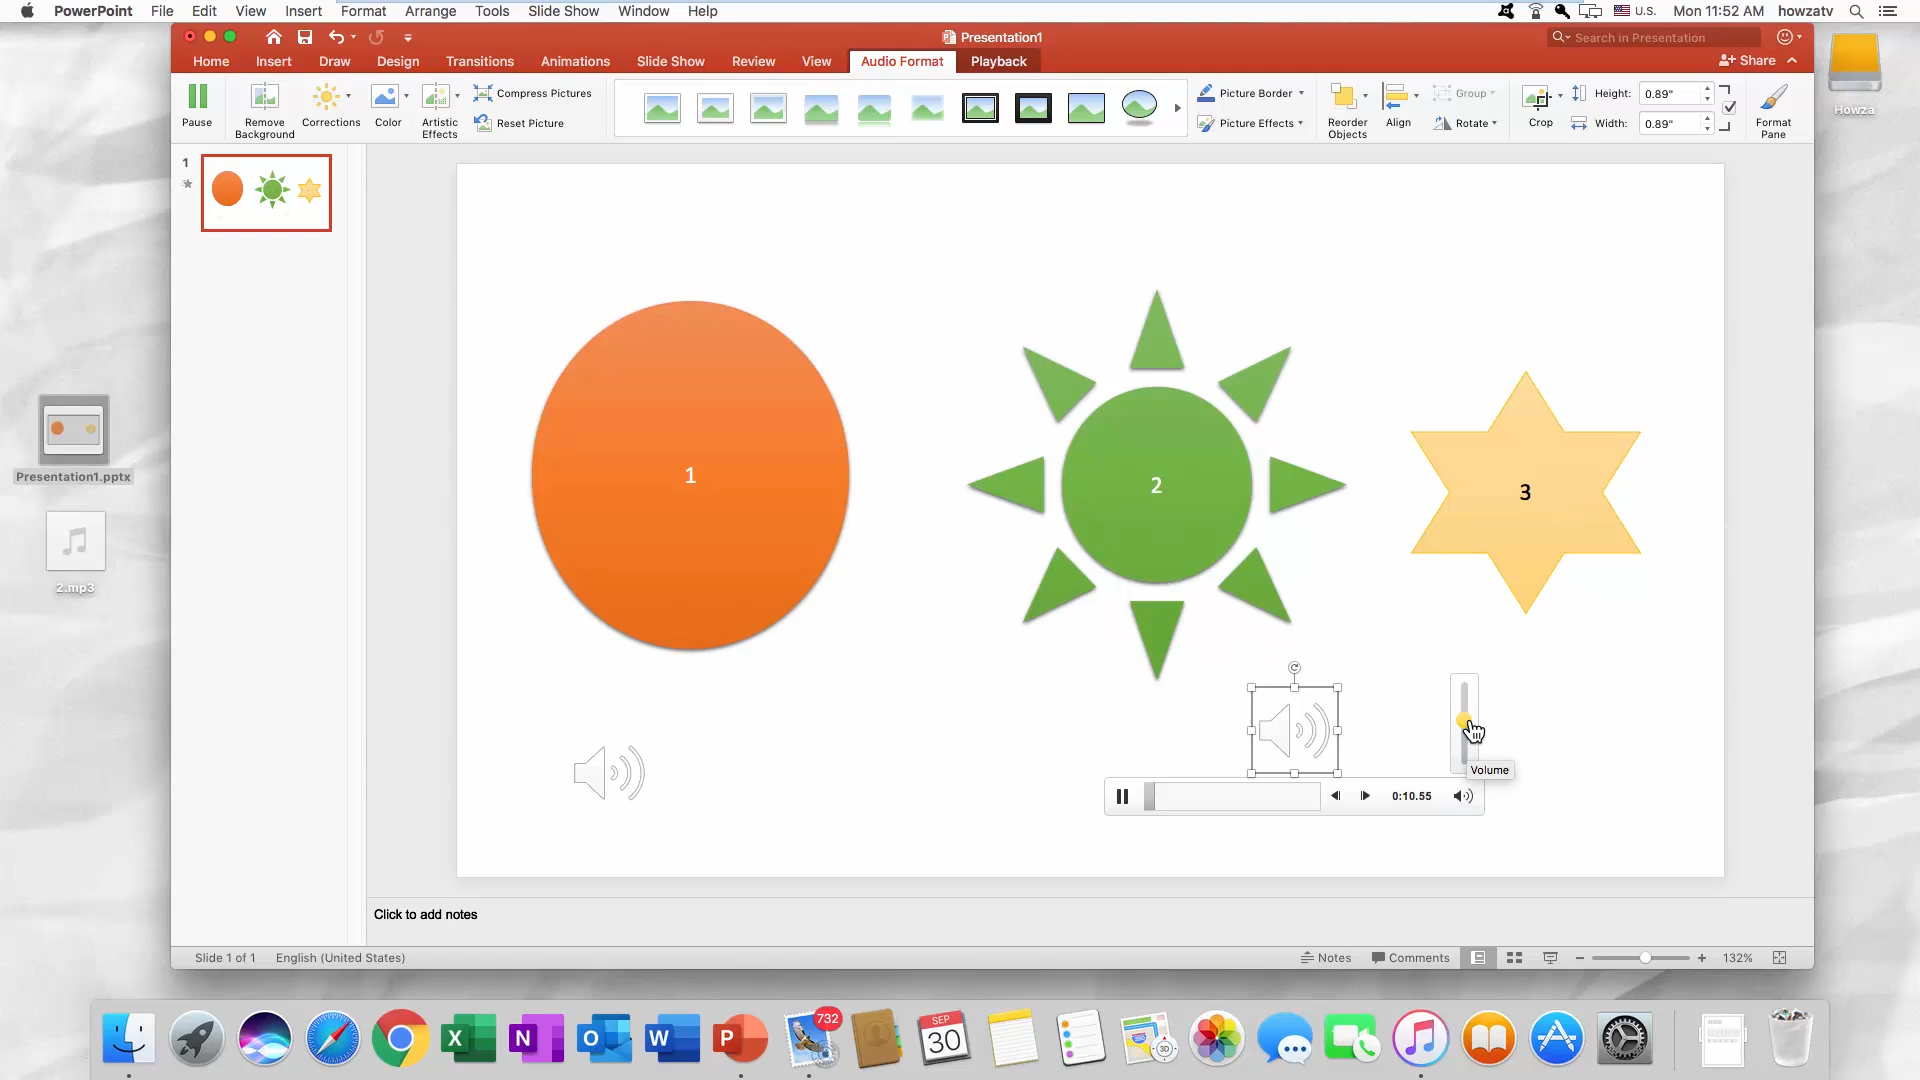 PowerPoint File Edit View Insert Format Arrange Tools Slide Show Window Help U.S. Mon 11:52 AM howzatv
Presentation1 Search in Presentation
Home Insert Draw Design Transitions Animations Slide Show Review View Audio Format Playback Share
Pause
Remove Background
Corrections
Color
Artistic Effects
Compress Pictures
Reset Picture
Picture Border
Picture Effects
Reorder Objects
Align
Group
Rotate
Crop
Height: 0.89"
Width: 0.89"
Format Pane
Howza
1
1
2
3
Presentation1.pptx
2.mp3
Volume
0:10.55
Click to add notes
Slide 1 of 1 English (United States) Notes Comments 132%
732
SEP
30
X
N
O
W
P
280
3D